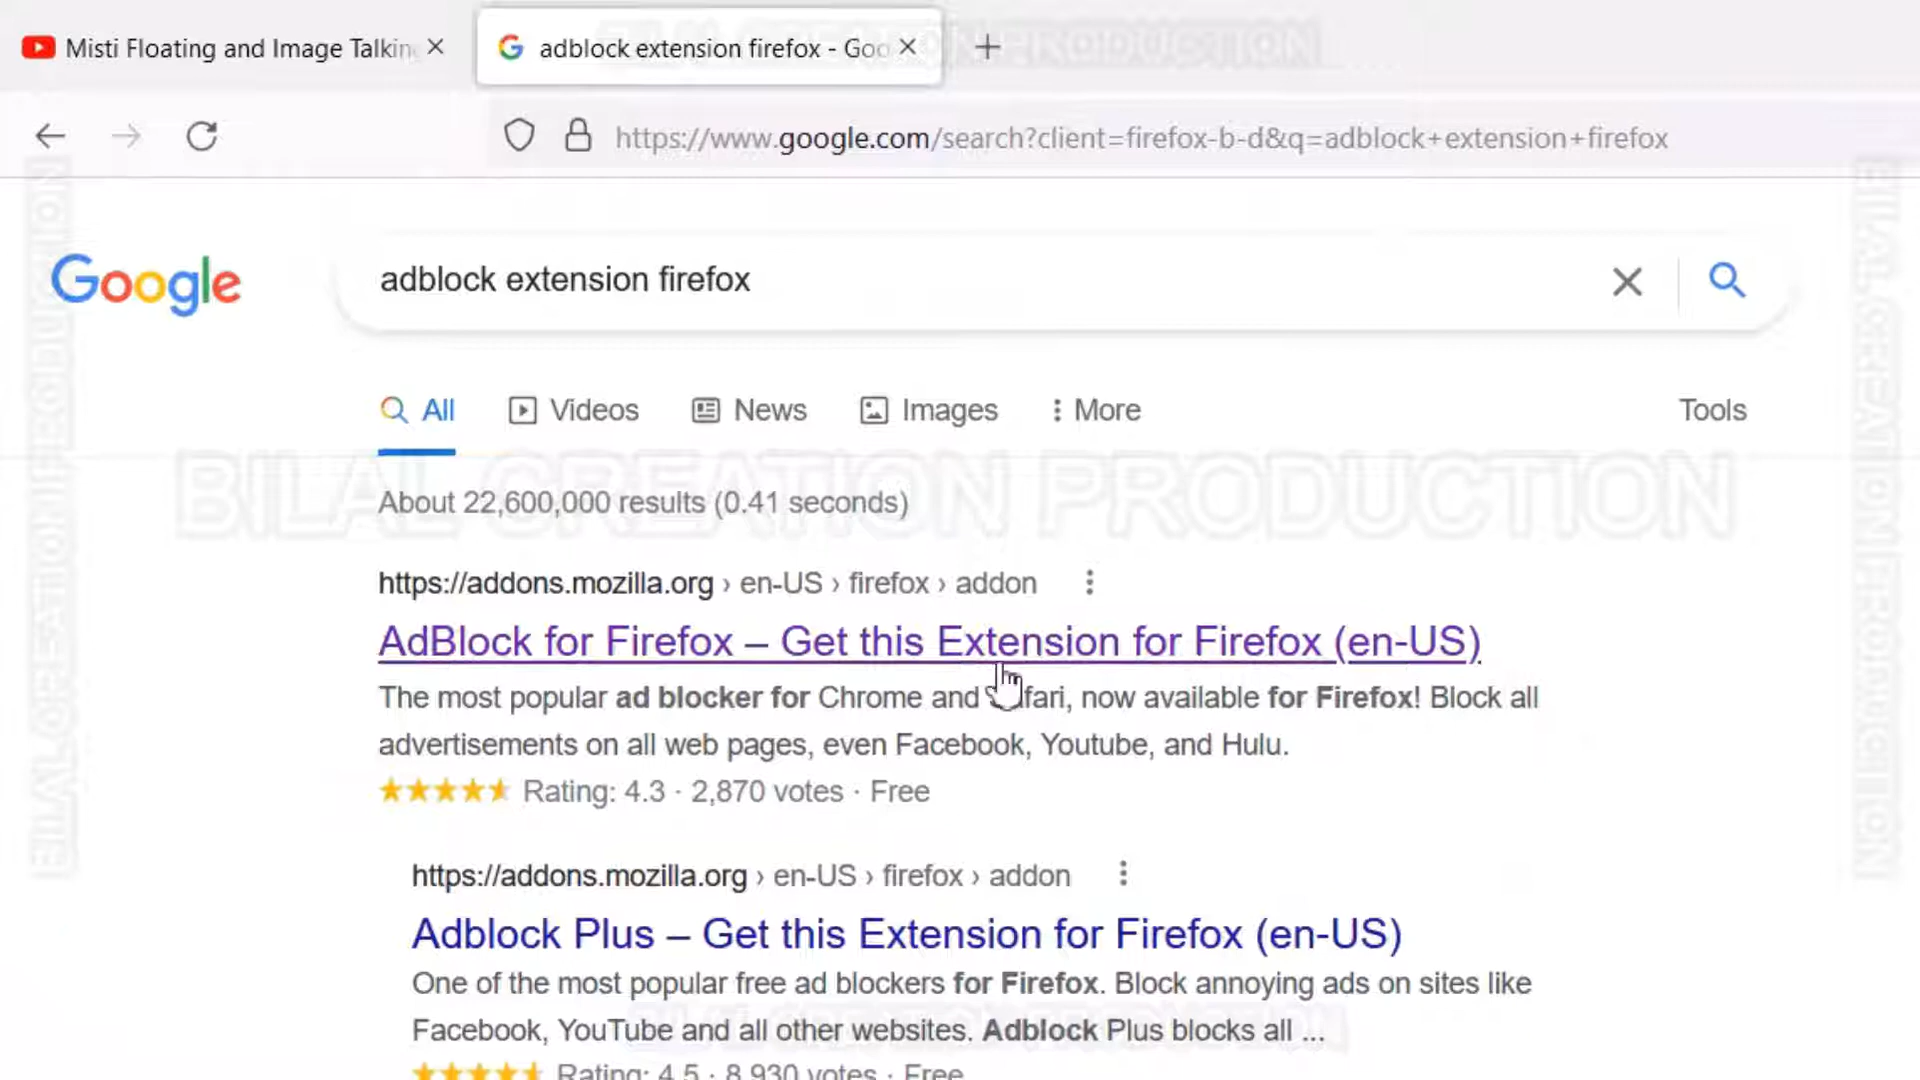 Misti Floating and Image Talkin
adblock extension firefox - Goo
https://www.google.com/search?client=firefox-b-d&q=adblock+extension+firefox
Google
adblock extension firefox
All
Videos
News
Images
More
Tools
BILAL CREATION PRODUCTION
About 22,600,000 results (0.41 seconds)
https://addons.mozilla.org › en-US › firefox › addon
AdBlock for Firefox – Get this Extension for Firefox (en-US)
The most popular ad blocker for Chrome and fari, now available for Firefox! Block all
advertisements on all web pages, even Facebook, Youtube, and Hulu.
Rating: 4.3 · 2,870 votes · Free
https://addons.mozilla.org › en-US › firefox › addon
Adblock Plus – Get this Extension for Firefox (en-US)
One of the most popular free ad blockers for Firefox. Block annoying ads on sites like
Facebook, YouTube and all other websites. Adblock Plus blocks all ...
Rating: 4.5 · 8,930 votes · Free